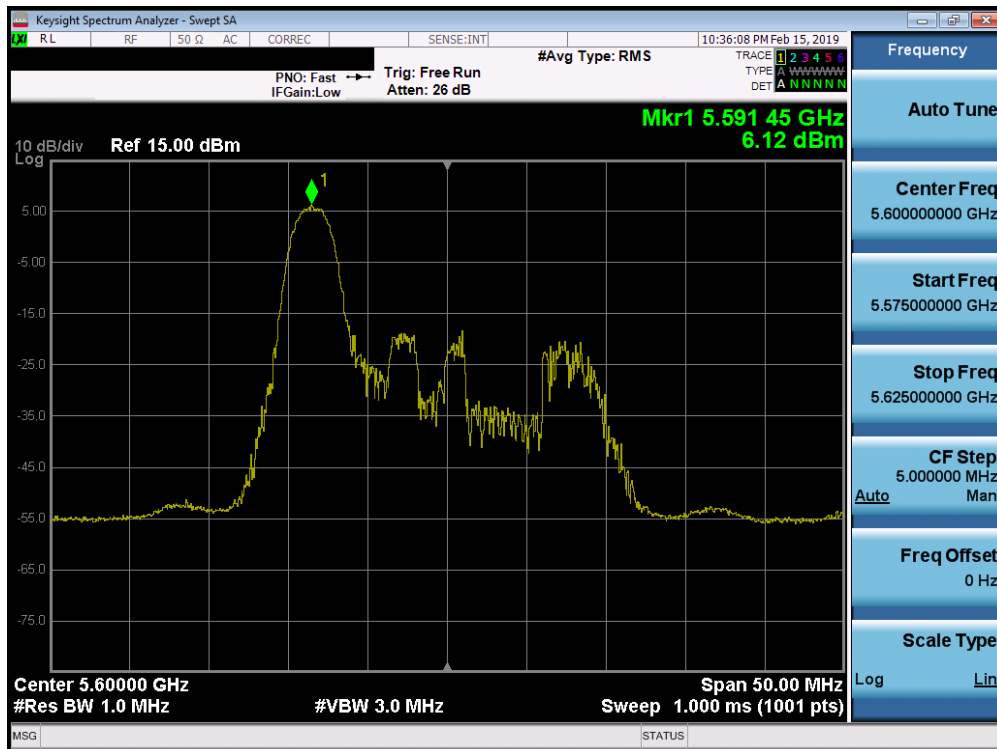 Keysight Spectrum Analyzer - Swept SA
LXI RL RF 50 Ω AC CORREC SENSE:INT 10:36:08 PM Feb 15, 2019
#Avg Type: RMS TRACE 1 2 3 4 5 6
PNO: Fast Trig: Free Run TYPE A WWWWW
IFGain:Low Atten: 26 dB DET A N N N N N
Mkr1 5.591 45 GHz
6.12 dBm
10 dB/div Ref 15.00 dBm
Log
1
5.00
-5.00
-15.0
-25.0
-35.0
-45.0
-55.0
-65.0
-75.0
Center 5.60000 GHz Span 50.00 MHz
#Res BW 1.0 MHz #VBW 3.0 MHz Sweep 1.000 ms (1001 pts)
MSG STATUS
Frequency
Auto Tune
Center Freq
5.600000000 GHz
Start Freq
5.575000000 GHz
Stop Freq
5.625000000 GHz
CF Step
5.000000 MHz
Auto Man
Freq Offset
0 Hz
Scale Type
Log Lin